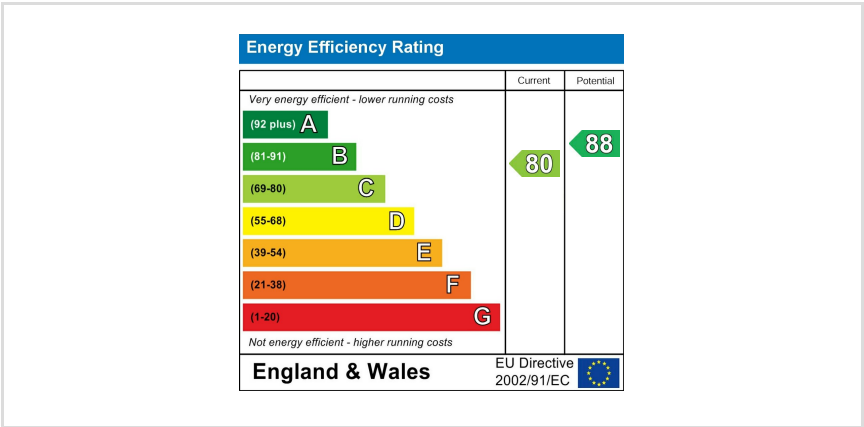 Energy Efficiency Rating
Current Potential
Very energy efficient - lower running costs
(92 plus) A
(81-91) B
(69-80) C
(55-68) D
(39-54) E
(21-38) F
(1-20) G
80
88
Not energy efficient - higher running costs
England & Wales
EU Directive
2002/91/EC